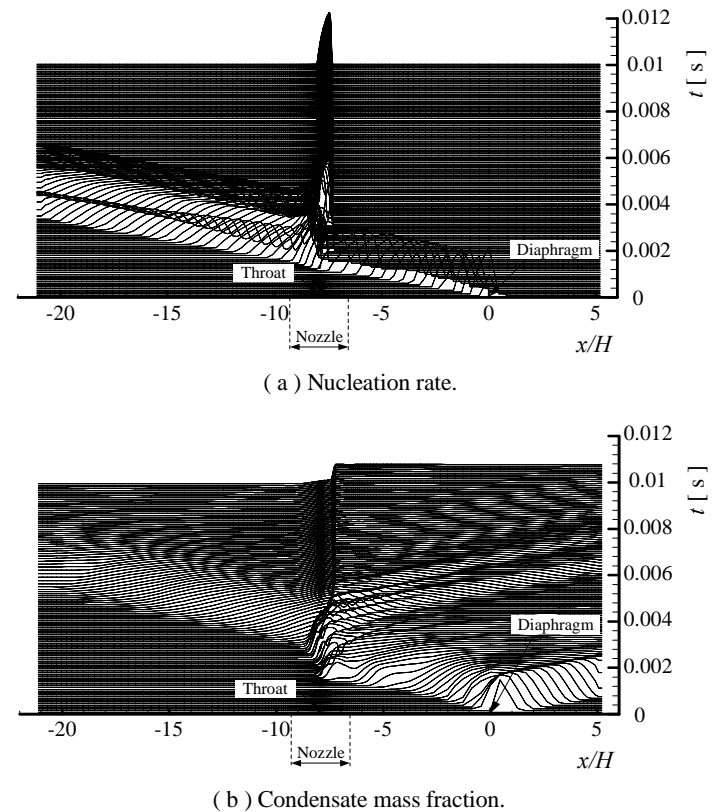 0.012
0.01
0.008
0.006
0.004
0.002
0
t [ s ]
Diaphragm
Throat
-20
-15
-10
-5
0
5
x/H
Nozzle
( a ) Nucleation rate.
0.012
0.01
0.008
0.006
0.004
0.002
0
t [ s ]
Diaphragm
Throat
-20
-15
-10
-5
0
5
x/H
Nozzle
( b ) Condensate mass fraction.